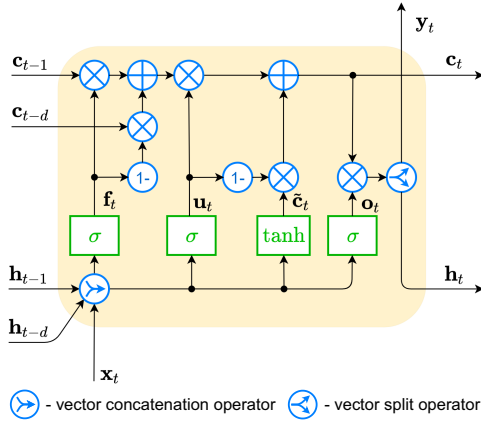 y_t
c_{t−1} c_t
c_{t−d}
1- 1-
f_t u_t c̃_t o_t
σ σ tanh σ
h_{t−1} h_t
h_{t−d}
x_t
- vector concatenation operator - vector split operator